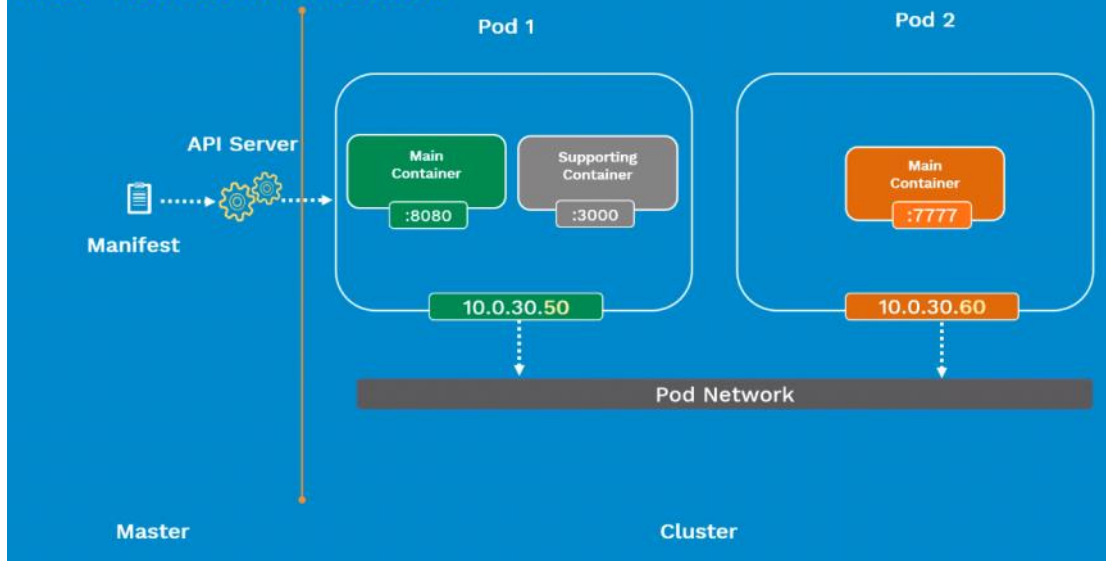 Pod 1
Pod 2
API Server
Main
Container
:8080
Supporting
Container
:3000
Main
Container
:7777
Manifest
10.0.30.50
10.0.30.60
Pod Network
Master
Cluster